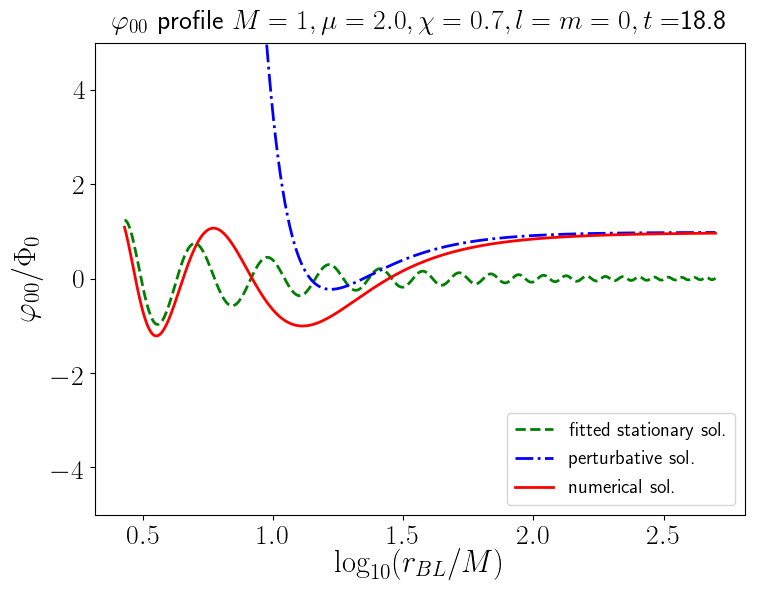 φ₀₀ profile M = 1, μ = 2.0, χ = 0.7, l = m = 0, t =18.8
φ₀₀/Φ₀
4
2
0
−2
−4
fitted stationary sol.
perturbative sol.
numerical sol.
0.5 1.0 1.5 2.0 2.5
log₁₀(r_BL/M)